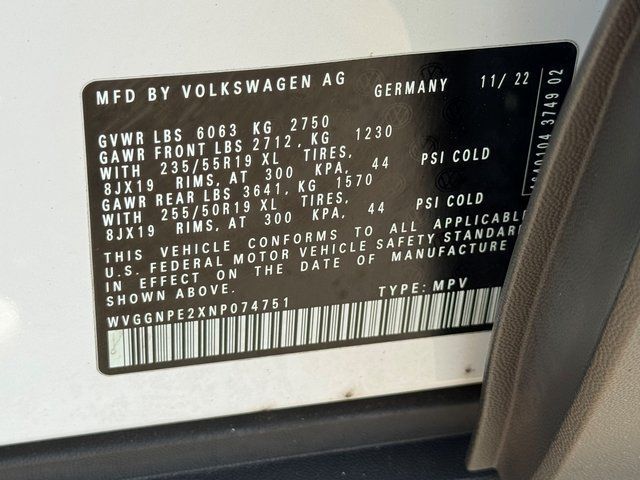 MFD BY VOLKSWAGEN AG GERMANY 11/22
GVWR LBS 6063 KG 2750
GAWR FRONT LBS 2712, KG 1230
WITH 235/55R19 XL TIRES,
8JX19 RIMS, AT 300 KPA, 44 PSI COLD
GAWR REAR LBS 3641, KG 1570
WITH 255/50R19 XL TIRES,
8JX19 RIMS, AT 300 KPA, 44 PSI COLD
THIS VEHICLE CONFORMS TO ALL APPLICABLE
U.S. FEDERAL MOTOR VEHICLE SAFETY STANDARD
IN EFFECT ON THE DATE OF MANUFACTURE
SHOWN ABOVE.
WVGGNPE2XNP074751 TYPE: MPV
3749 02